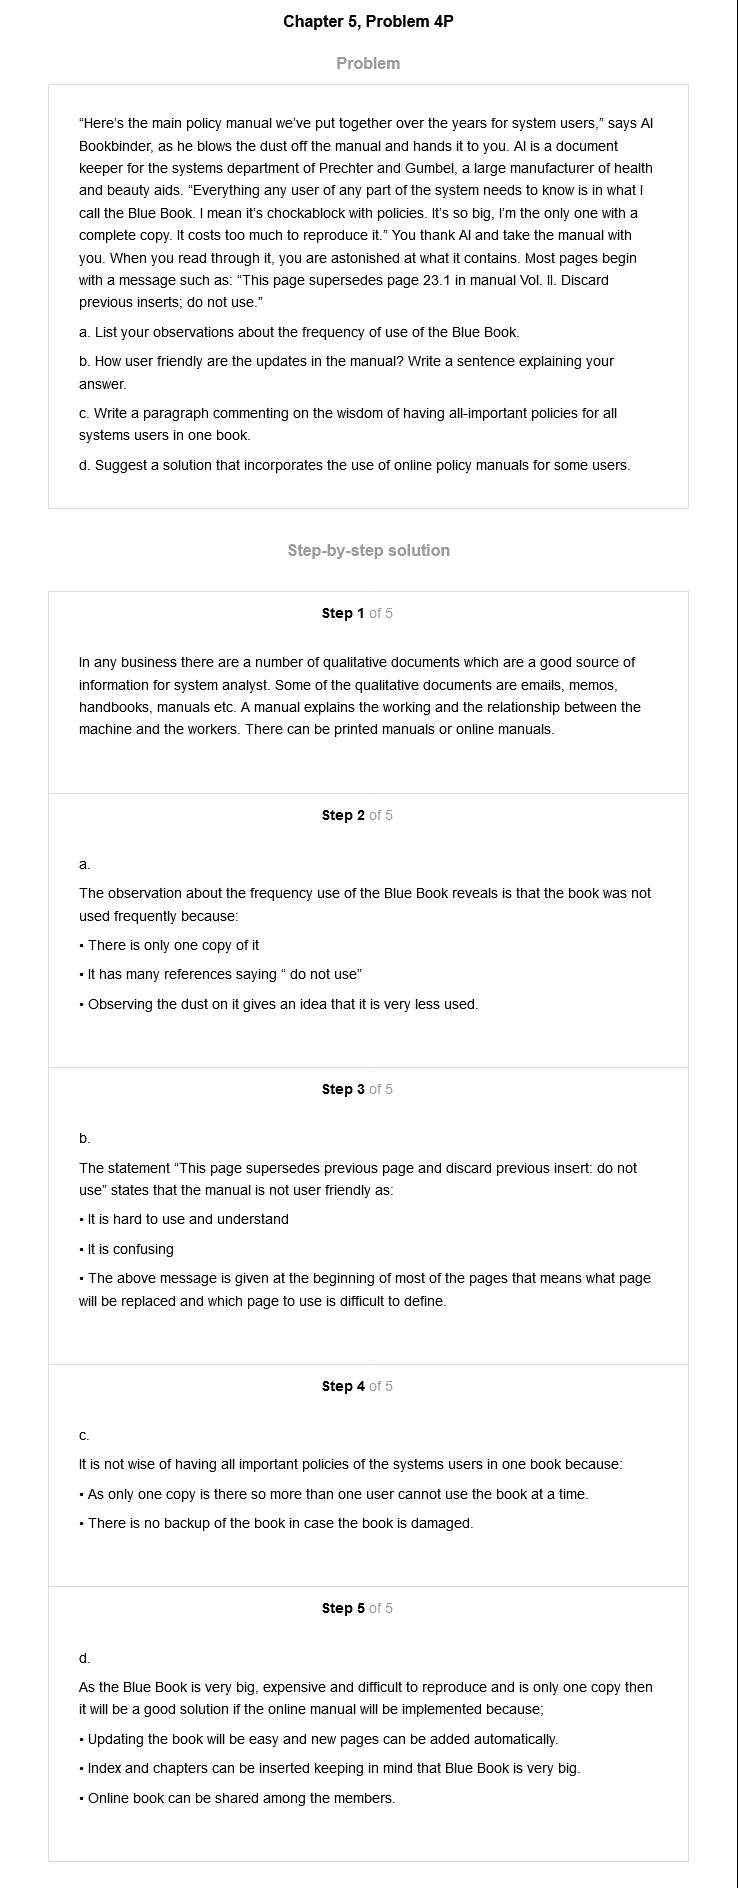 Chapter 5, Problem 4P
Problem
“Here’s the main policy manual we’ve put together over the years for system users,” says Al
Bookbinder, as he blows the dust off the manual and hands it to you. Al is a document
keeper for the systems department of Prechter and Gumbel, a large manufacturer of health
and beauty aids. “Everything any user of any part of the system needs to know is in what I
call the Blue Book. I mean it’s chockablock with policies. It’s so big, I’m the only one with a
complete copy. It costs too much to reproduce it.” You thank Al and take the manual with
you. When you read through it, you are astonished at what it contains. Most pages begin
with a message such as: “This page supersedes page 23.1 in manual Vol. II. Discard
previous inserts; do not use.”
a. List your observations about the frequency of use of the Blue Book.
b. How user friendly are the updates in the manual? Write a sentence explaining your
answer.
c. Write a paragraph commenting on the wisdom of having all-important policies for all
systems users in one book.
d. Suggest a solution that incorporates the use of online policy manuals for some users.
Step-by-step solution
Step 1 of 5
In any business there are a number of qualitative documents which are a good source of
information for system analyst. Some of the qualitative documents are emails, memos,
handbooks, manuals etc. A manual explains the working and the relationship between the
machine and the workers. There can be printed manuals or online manuals.
Step 2 of 5
a.
The observation about the frequency use of the Blue Book reveals is that the book was not
used frequently because:
• There is only one copy of it
• It has many references saying “ do not use”
• Observing the dust on it gives an idea that it is very less used.
Step 3 of 5
b.
The statement “This page supersedes previous page and discard previous insert: do not
use” states that the manual is not user friendly as:
• It is hard to use and understand
• It is confusing
• The above message is given at the beginning of most of the pages that means what page
will be replaced and which page to use is difficult to define.
Step 4 of 5
c.
It is not wise of having all important policies of the systems users in one book because:
• As only one copy is there so more than one user cannot use the book at a time.
• There is no backup of the book in case the book is damaged.
Step 5 of 5
d.
As the Blue Book is very big, expensive and difficult to reproduce and is only one copy then
it will be a good solution if the online manual will be implemented because;
• Updating the book will be easy and new pages can be added automatically.
• Index and chapters can be inserted keeping in mind that Blue Book is very big.
• Online book can be shared among the members.